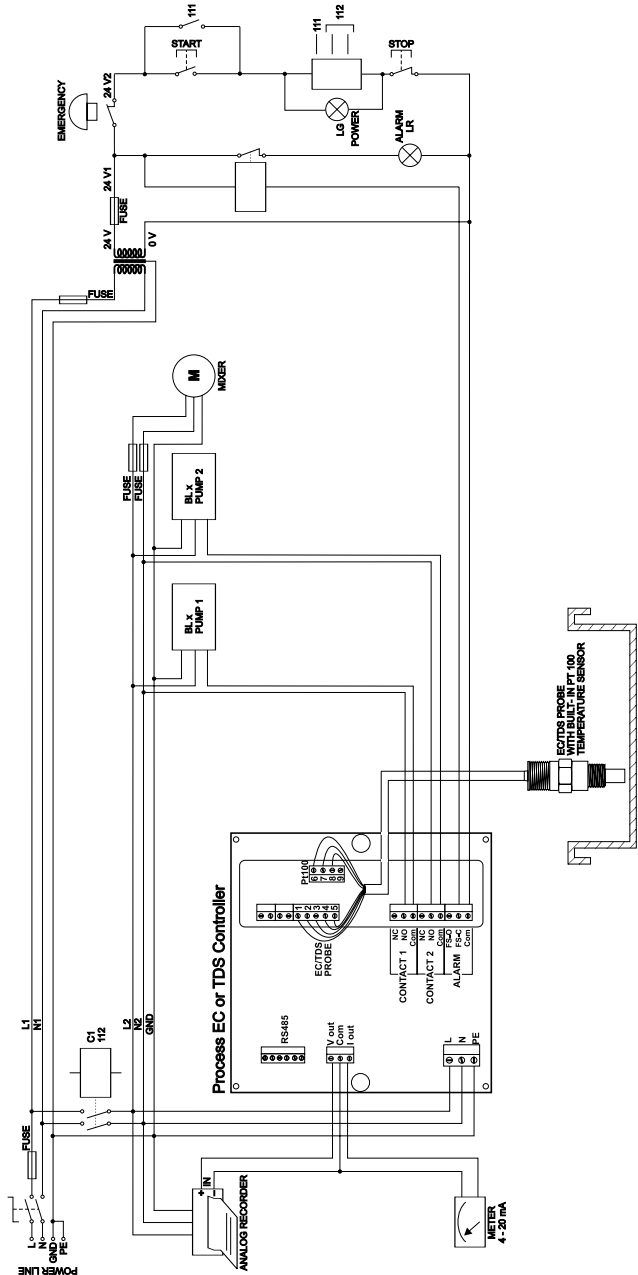 POWER LINE
L
N
GND
PE
FUSE
L1
N1
C1
112
L2
N2
GND
FUSE
24 V
0 V
FUSE
24 V1
EMERGENCY
24 V2
111
START
111
112
LG
POWER
STOP
ALARM
LR
FUSE
FUSE
M
MIXER
BL x
PUMP 2
BL x
PUMP 1
+
IN
–
ANALOG RECORDER
METER
4 - 20 mA
Process EC or TDS Controller
RS485
V out
Com
I out
L
N
PE
EC/TDS
PROBE
1
2
3
4
5
Pt100
6
7
8
9
CONTACT 1
NC
NO
Com
CONTACT 2
NC
NO
Com
ALARM
FS-O
FS-C
Com
EC/TDS PROBE
WITH BUILT- IN PT 100
TEMPERATURE SENSOR